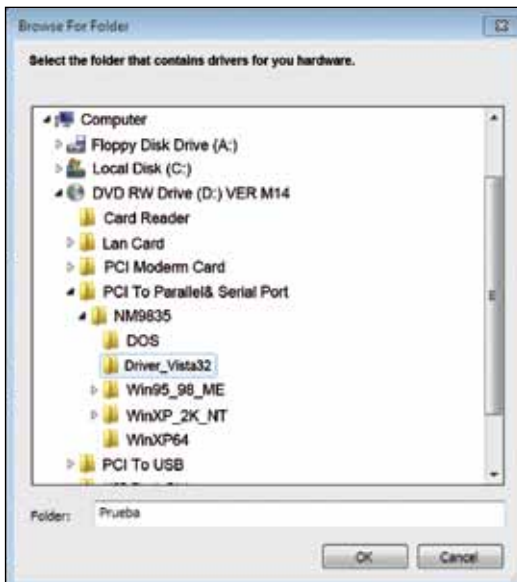 Browse For Folder
Select the folder that contains drivers for you hardware.
Computer
Floppy Disk Drive (A:)
Local Disk (C:)
DVD RW Drive (D:) VER M14
Card Reader
Lan Card
PCI Moderm Card
PCI To Parallel& Serial Port
NM9835
DOS
Driver_Vista32
Win95_98_ME
WinXP_2K_NT
WinXP64
PCI To USB
Folder: Prueba
OK Cancel